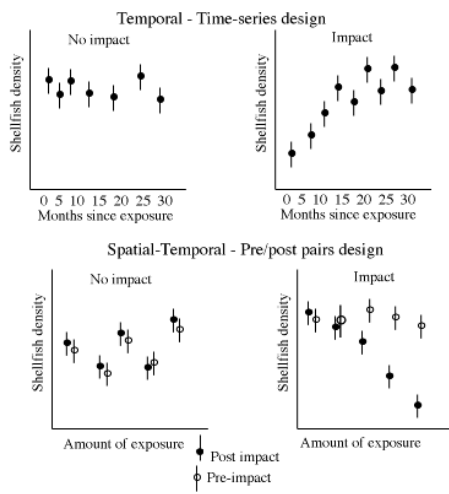 Temporal - Time-series design
No impact
Impact
Shellfish density
Shellfish density
0 5 10 15 20 25 30
0 5 10 15 20 25 30
Months since exposure
Months since exposure
Spatial-Temporal - Pre/post pairs design
No impact
Impact
Shellfish density
Shellfish density
Amount of exposure
Amount of exposure
Post impact
Pre-impact